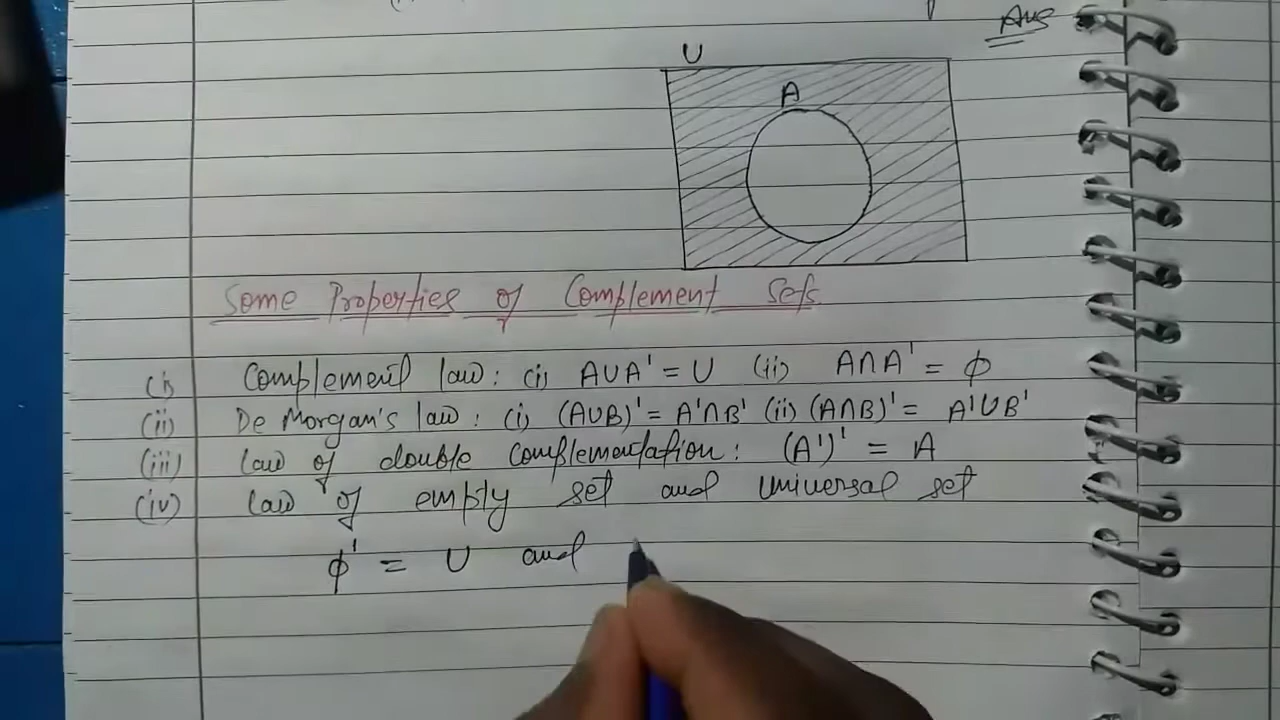 Ans
U
A
Some Properties of Complement Sets
(i) Complement law: (i) A∪A' = U (ii) A∩A' = ϕ
(ii) De Morgan's law: (i) (A∪B)' = A'∩B' (ii) (A∩B)' = A'∪B'
(iii) law of double complementation: (A')' = A
(iv) law of empty set and universal set
ϕ' = U and